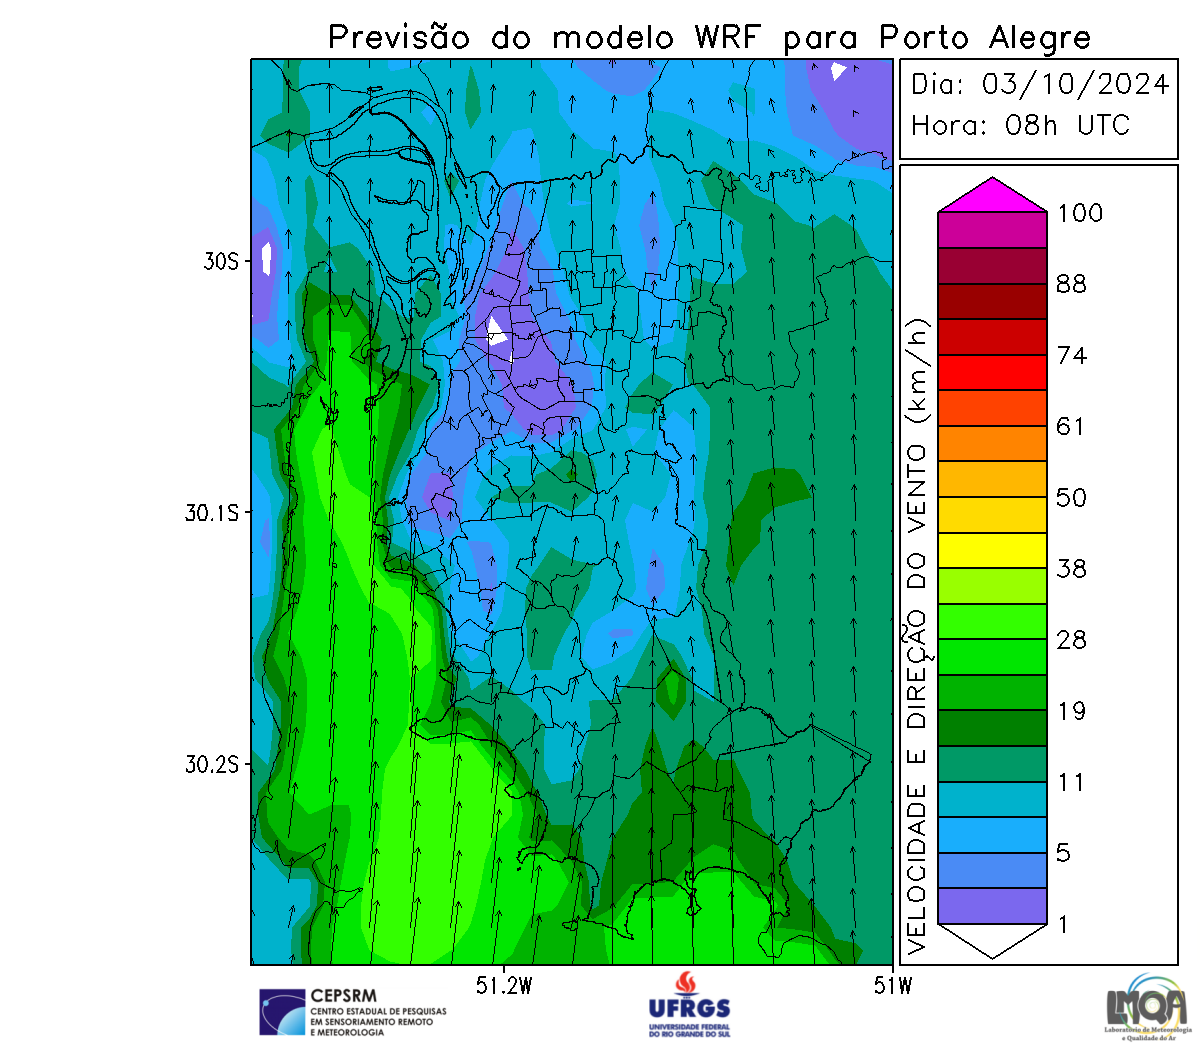 Previsão do modelo WRF para Porto Alegre
Dia: 03/10/2024
Hora: 08h UTC
100
88
74
61
50
38
28
19
11
5
1
VELOCIDADE E DIREÇÃO DO VENTO (km/h)
30S
30.1S
30.2S
51.2W
51W
CEPSRM
CENTRO ESTADUAL DE PESQUISAS
EM SENSORIAMENTO REMOTO
E METEOROLOGIA
UFRGS
UNIVERSIDADE FEDERAL
DO RIO GRANDE DO SUL
LMQA
Laboratório de Meteorologia
e Qualidade do Ar